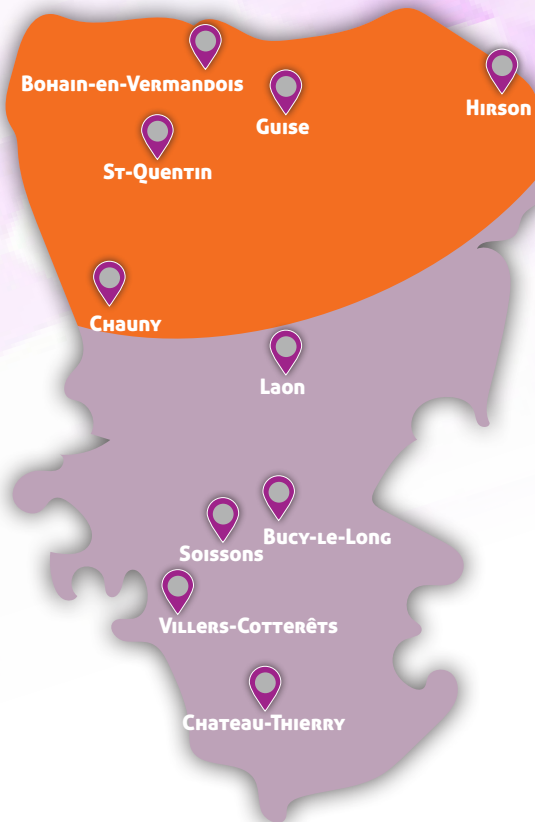 Bohain-en-Vermandois
Guise
Hirson
St-Quentin
Chauny
Laon
Bucy-le-Long
Soissons
Villers-Cotterêts
Chateau-Thierry